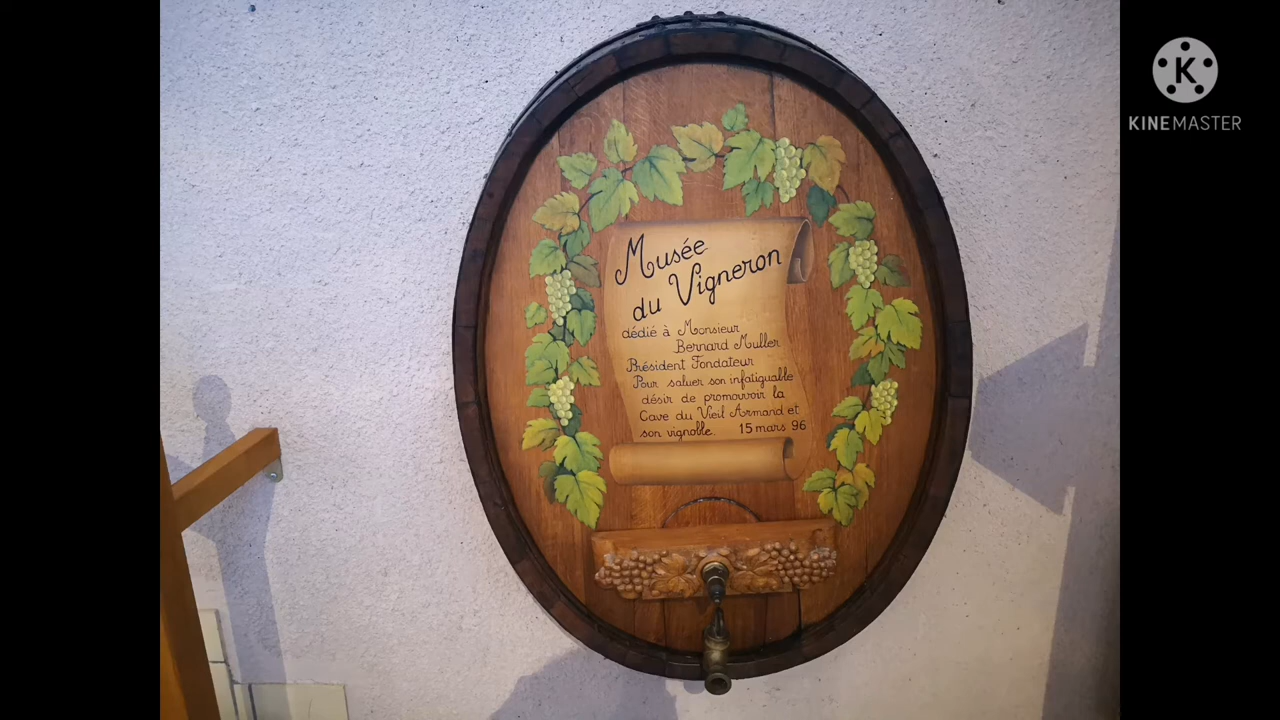 Musée
du Vigneron
dédié à Monsieur
Bernard Muller
Président Fondateur
Pour saluer son infatiguable
désir de promouvoir la
Cave du Vieil Armand et
son vignoble. 15 mars 96
K
KINEMASTER